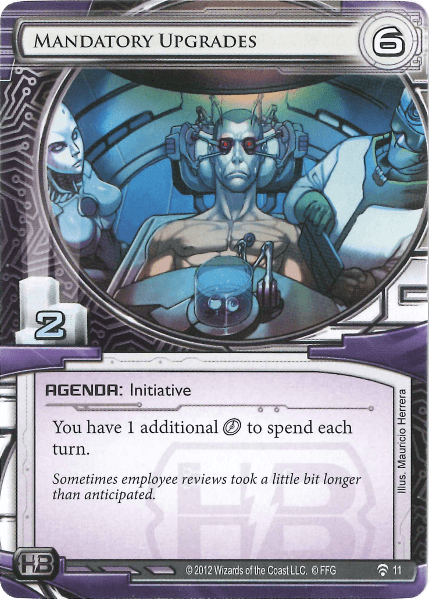 MANDATORY UPGRADES
6
2
AGENDA: Initiative
You have 1 additional to spend each
turn.
Sometimes employee reviews took a little bit longer
than anticipated.
Illus. Mauricio Herrera
HB
HB
© 2012 Wizards of the Coast LLC. © FFG
11